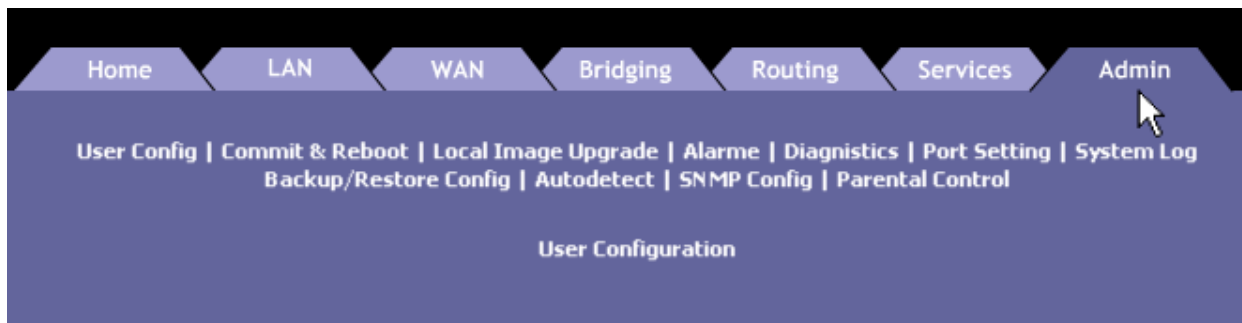 Home LAN WAN Bridging Routing Services Admin
User Config | Commit & Reboot | Local Image Upgrade | Alarme | Diagnostics | Port Setting | System Log
Backup/Restore Config | Autodetect | SNMP Config | Parental Control
User Configuration